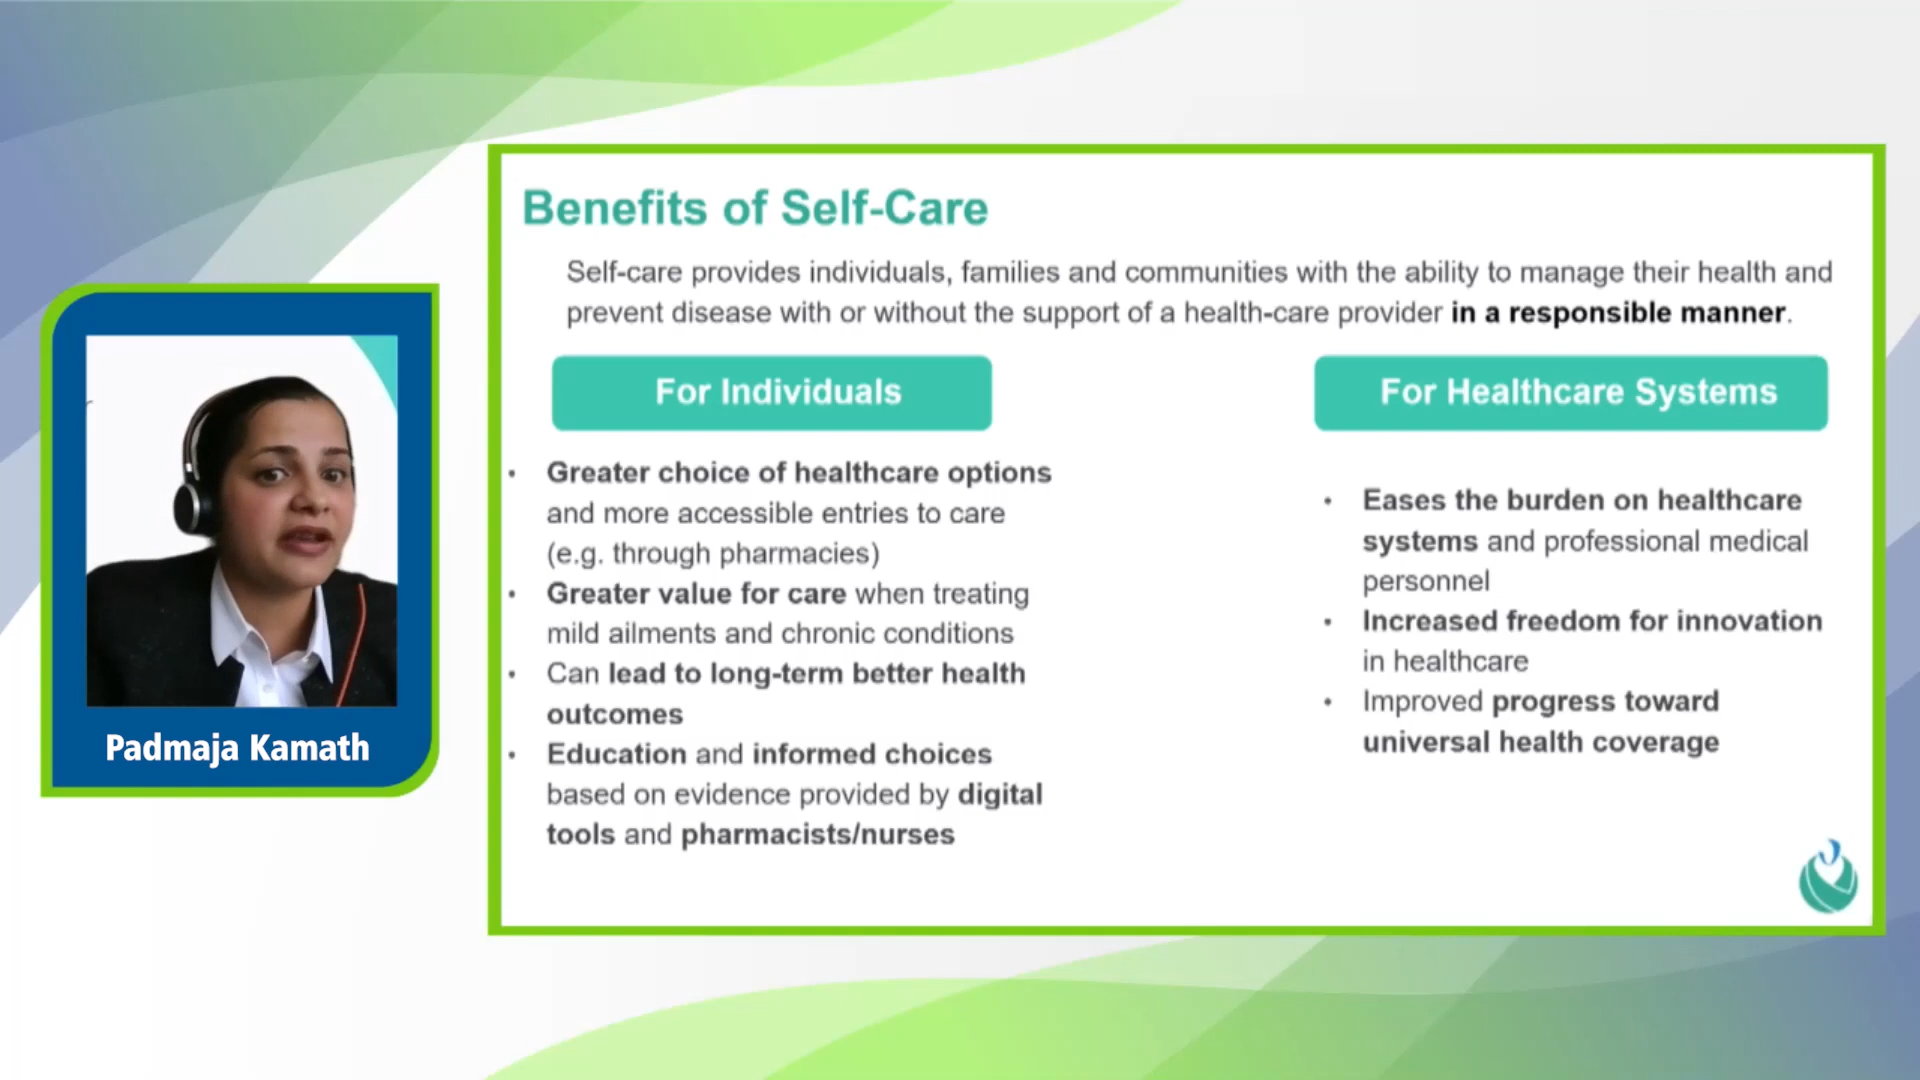 Benefits of Self-Care
Self-care provides individuals, families and communities with the ability to manage their health and
prevent disease with or without the support of a health-care provider in a responsible manner.
For Individuals
• Greater choice of healthcare options
and more accessible entries to care
(e.g. through pharmacies)
• Greater value for care when treating
mild ailments and chronic conditions
• Can lead to long-term better health
outcomes
• Education and informed choices
based on evidence provided by digital
tools and pharmacists/nurses
For Healthcare Systems
• Eases the burden on healthcare
systems and professional medical
personnel
• Increased freedom for innovation
in healthcare
• Improved progress toward
universal health coverage
Padmaja Kamath